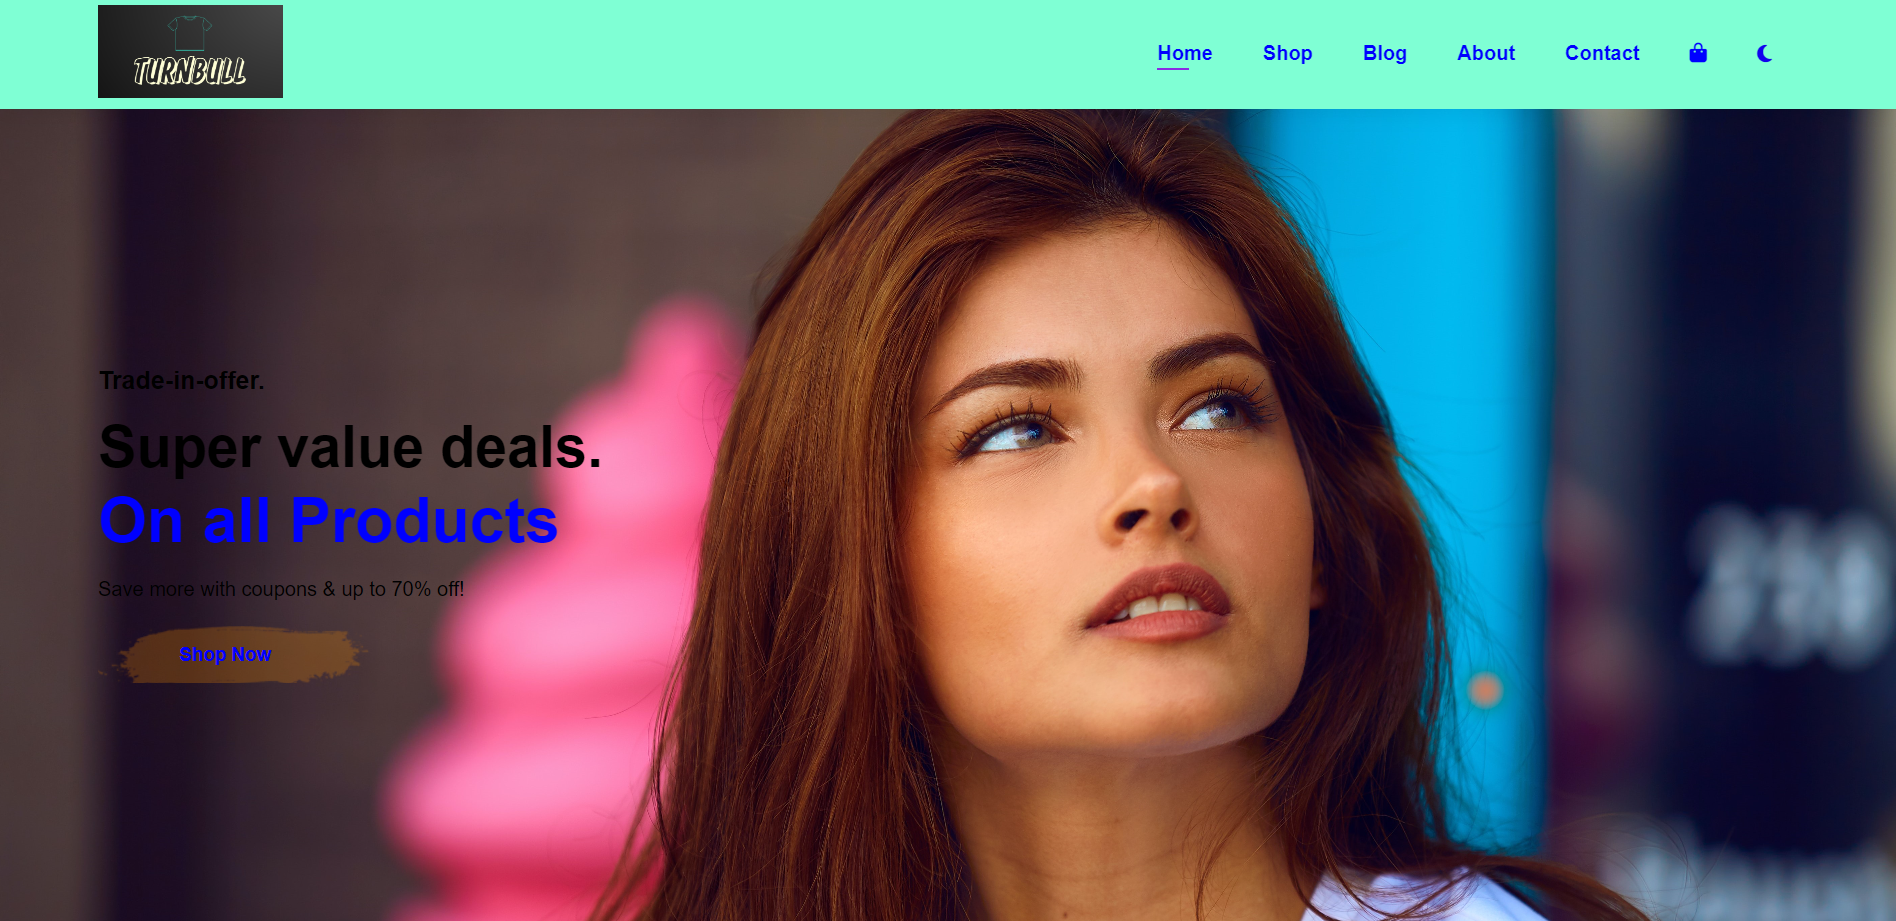 TURNBULL
Home Shop Blog About Contact
Trade-in-offer.
Super value deals.
On all Products
Save more with coupons & up to 70% off!
Shop Now